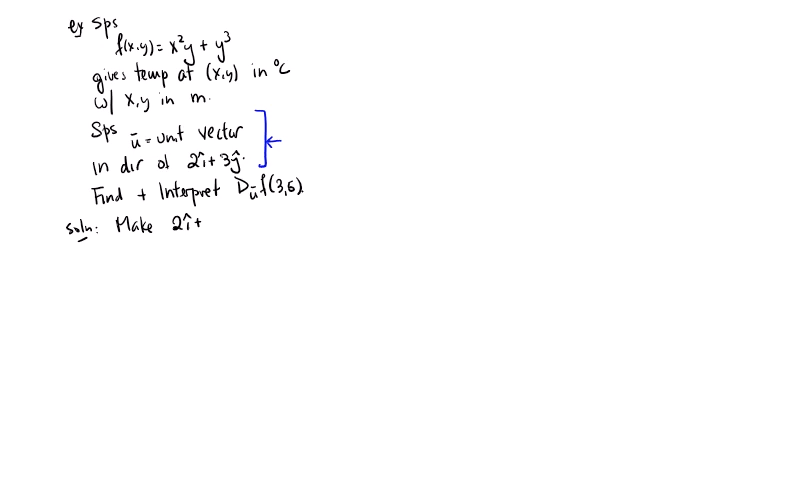 ex Sps
f(x,y) = x²y + y³
gives temp at (x,y) in °C
w/ x,y in m.
Sps ū = unit vector
in dir of 2î + 3ĵ.
Find + Interpret Dūf(3,6).
soln: Make 2î +